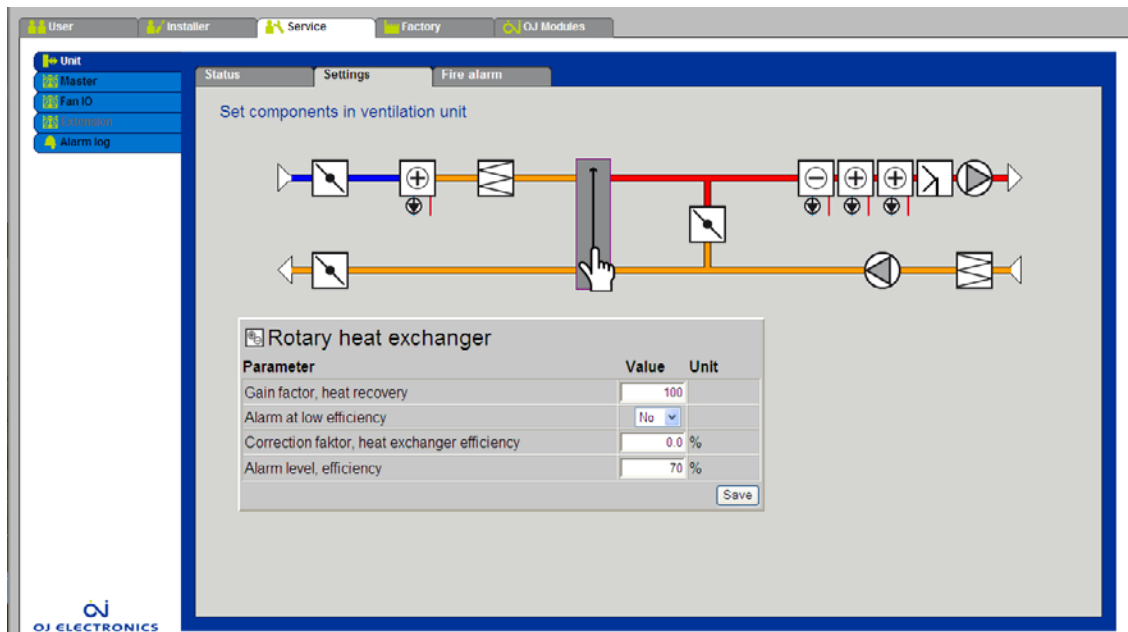 User
Installer
Service
Factory
OJ Modules
Unit
Master
Fan IO
Extension
Alarm log
Status
Settings
Fire alarm
Set components in ventilation unit
Rotary heat exchanger
Parameter Value Unit
Gain factor, heat recovery 100
Alarm at low efficiency No
Correction faktor, heat exchanger efficiency 0.0 %
Alarm level, efficiency 70 %
Save
OJ ELECTRONICS